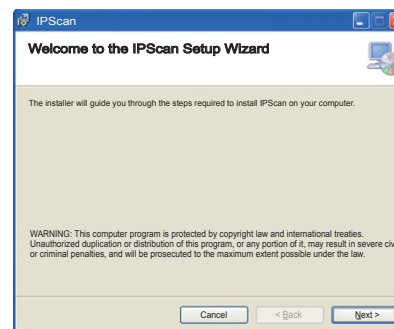 IPScan
Welcome to the IPScan Setup Wizard
The installer will guide you through the steps required to install IPScan on your computer.
WARNING: This computer program is protected by copyright law and international treaties.
Unauthorized duplication or distribution of this program, or any portion of it, may result in severe civ
or criminal penalties, and will be prosecuted to the maximum extent possible under the law.
Cancel < Back Next >